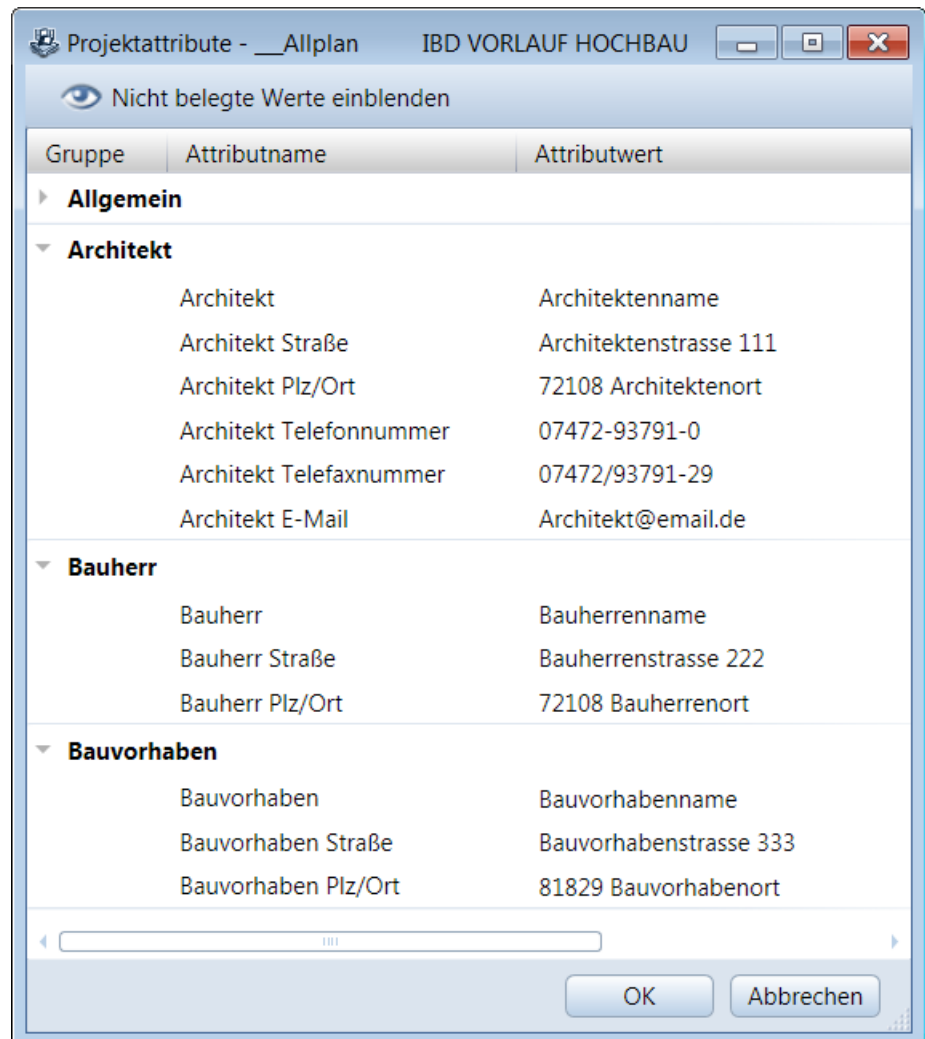 Projektattribute - ___Allplan IBD VORLAUF HOCHBAU
Nicht belegte Werte einblenden
Gruppe Attributname Attributwert
Allgemein
Architekt
Architekt Architektenname
Architekt Straße Architektenstrasse 111
Architekt Plz/Ort 72108 Architektenort
Architekt Telefonnummer 07472-93791-0
Architekt Telefaxnummer 07472/93791-29
Architekt E-Mail Architekt@email.de
Bauherr
Bauherr Bauherrenname
Bauherr Straße Bauherrenstrasse 222
Bauherr Plz/Ort 72108 Bauherrenort
Bauvorhaben
Bauvorhaben Bauvorhabenname
Bauvorhaben Straße Bauvorhabenstrasse 333
Bauvorhaben Plz/Ort 81829 Bauvorhabenort
OK Abbrechen